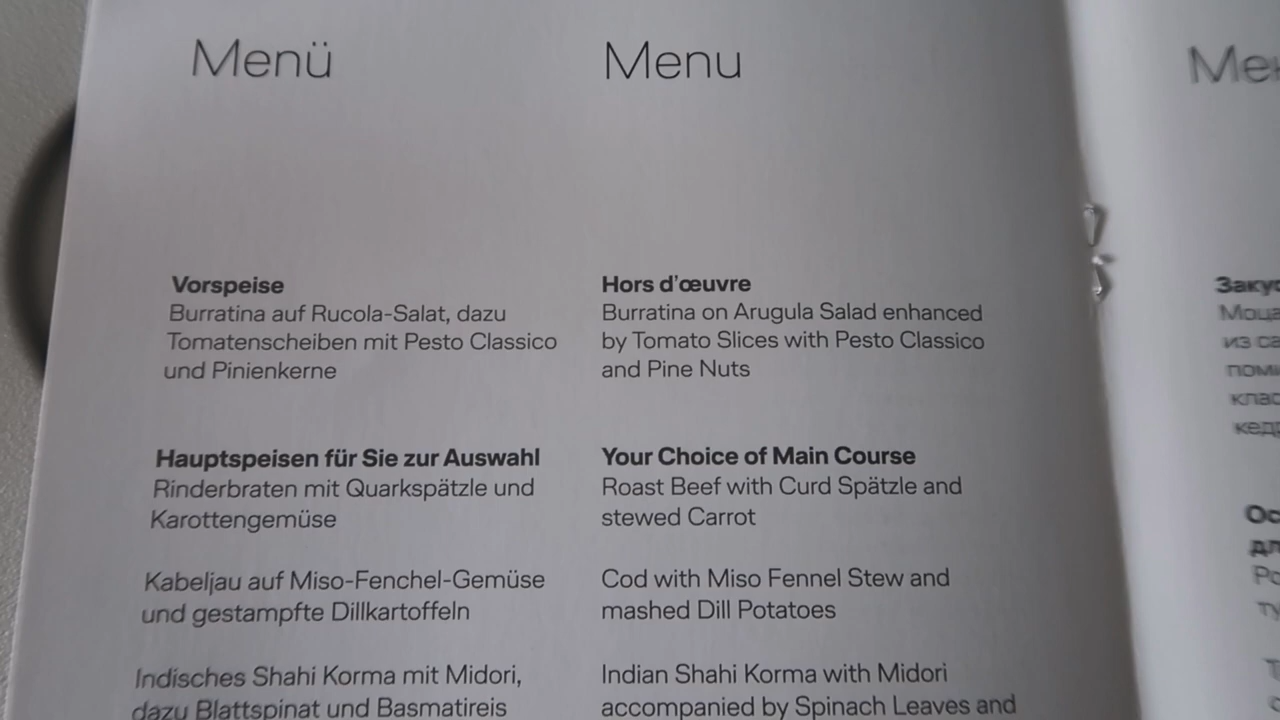 Menü
Vorspeise
Burratina auf Rucola-Salat, dazu
Tomatenscheiben mit Pesto Classico
und Pinienkerne
Hauptspeisen für Sie zur Auswahl
Rinderbraten mit Quarkspätzle und
Karottengemüse
Kabeljau auf Miso-Fenchel-Gemüse
und gestampfte Dillkartoffeln
Indisches Shahi Korma mit Midori,
dazu Blattspinat und Basmatireis
Menu
Hors d'œuvre
Burratina on Arugula Salad enhanced
by Tomato Slices with Pesto Classico
and Pine Nuts
Your Choice of Main Course
Roast Beef with Curd Spätzle and
stewed Carrot
Cod with Miso Fennel Stew and
mashed Dill Potatoes
Indian Shahi Korma with Midori
accompanied by Spinach Leaves and
из